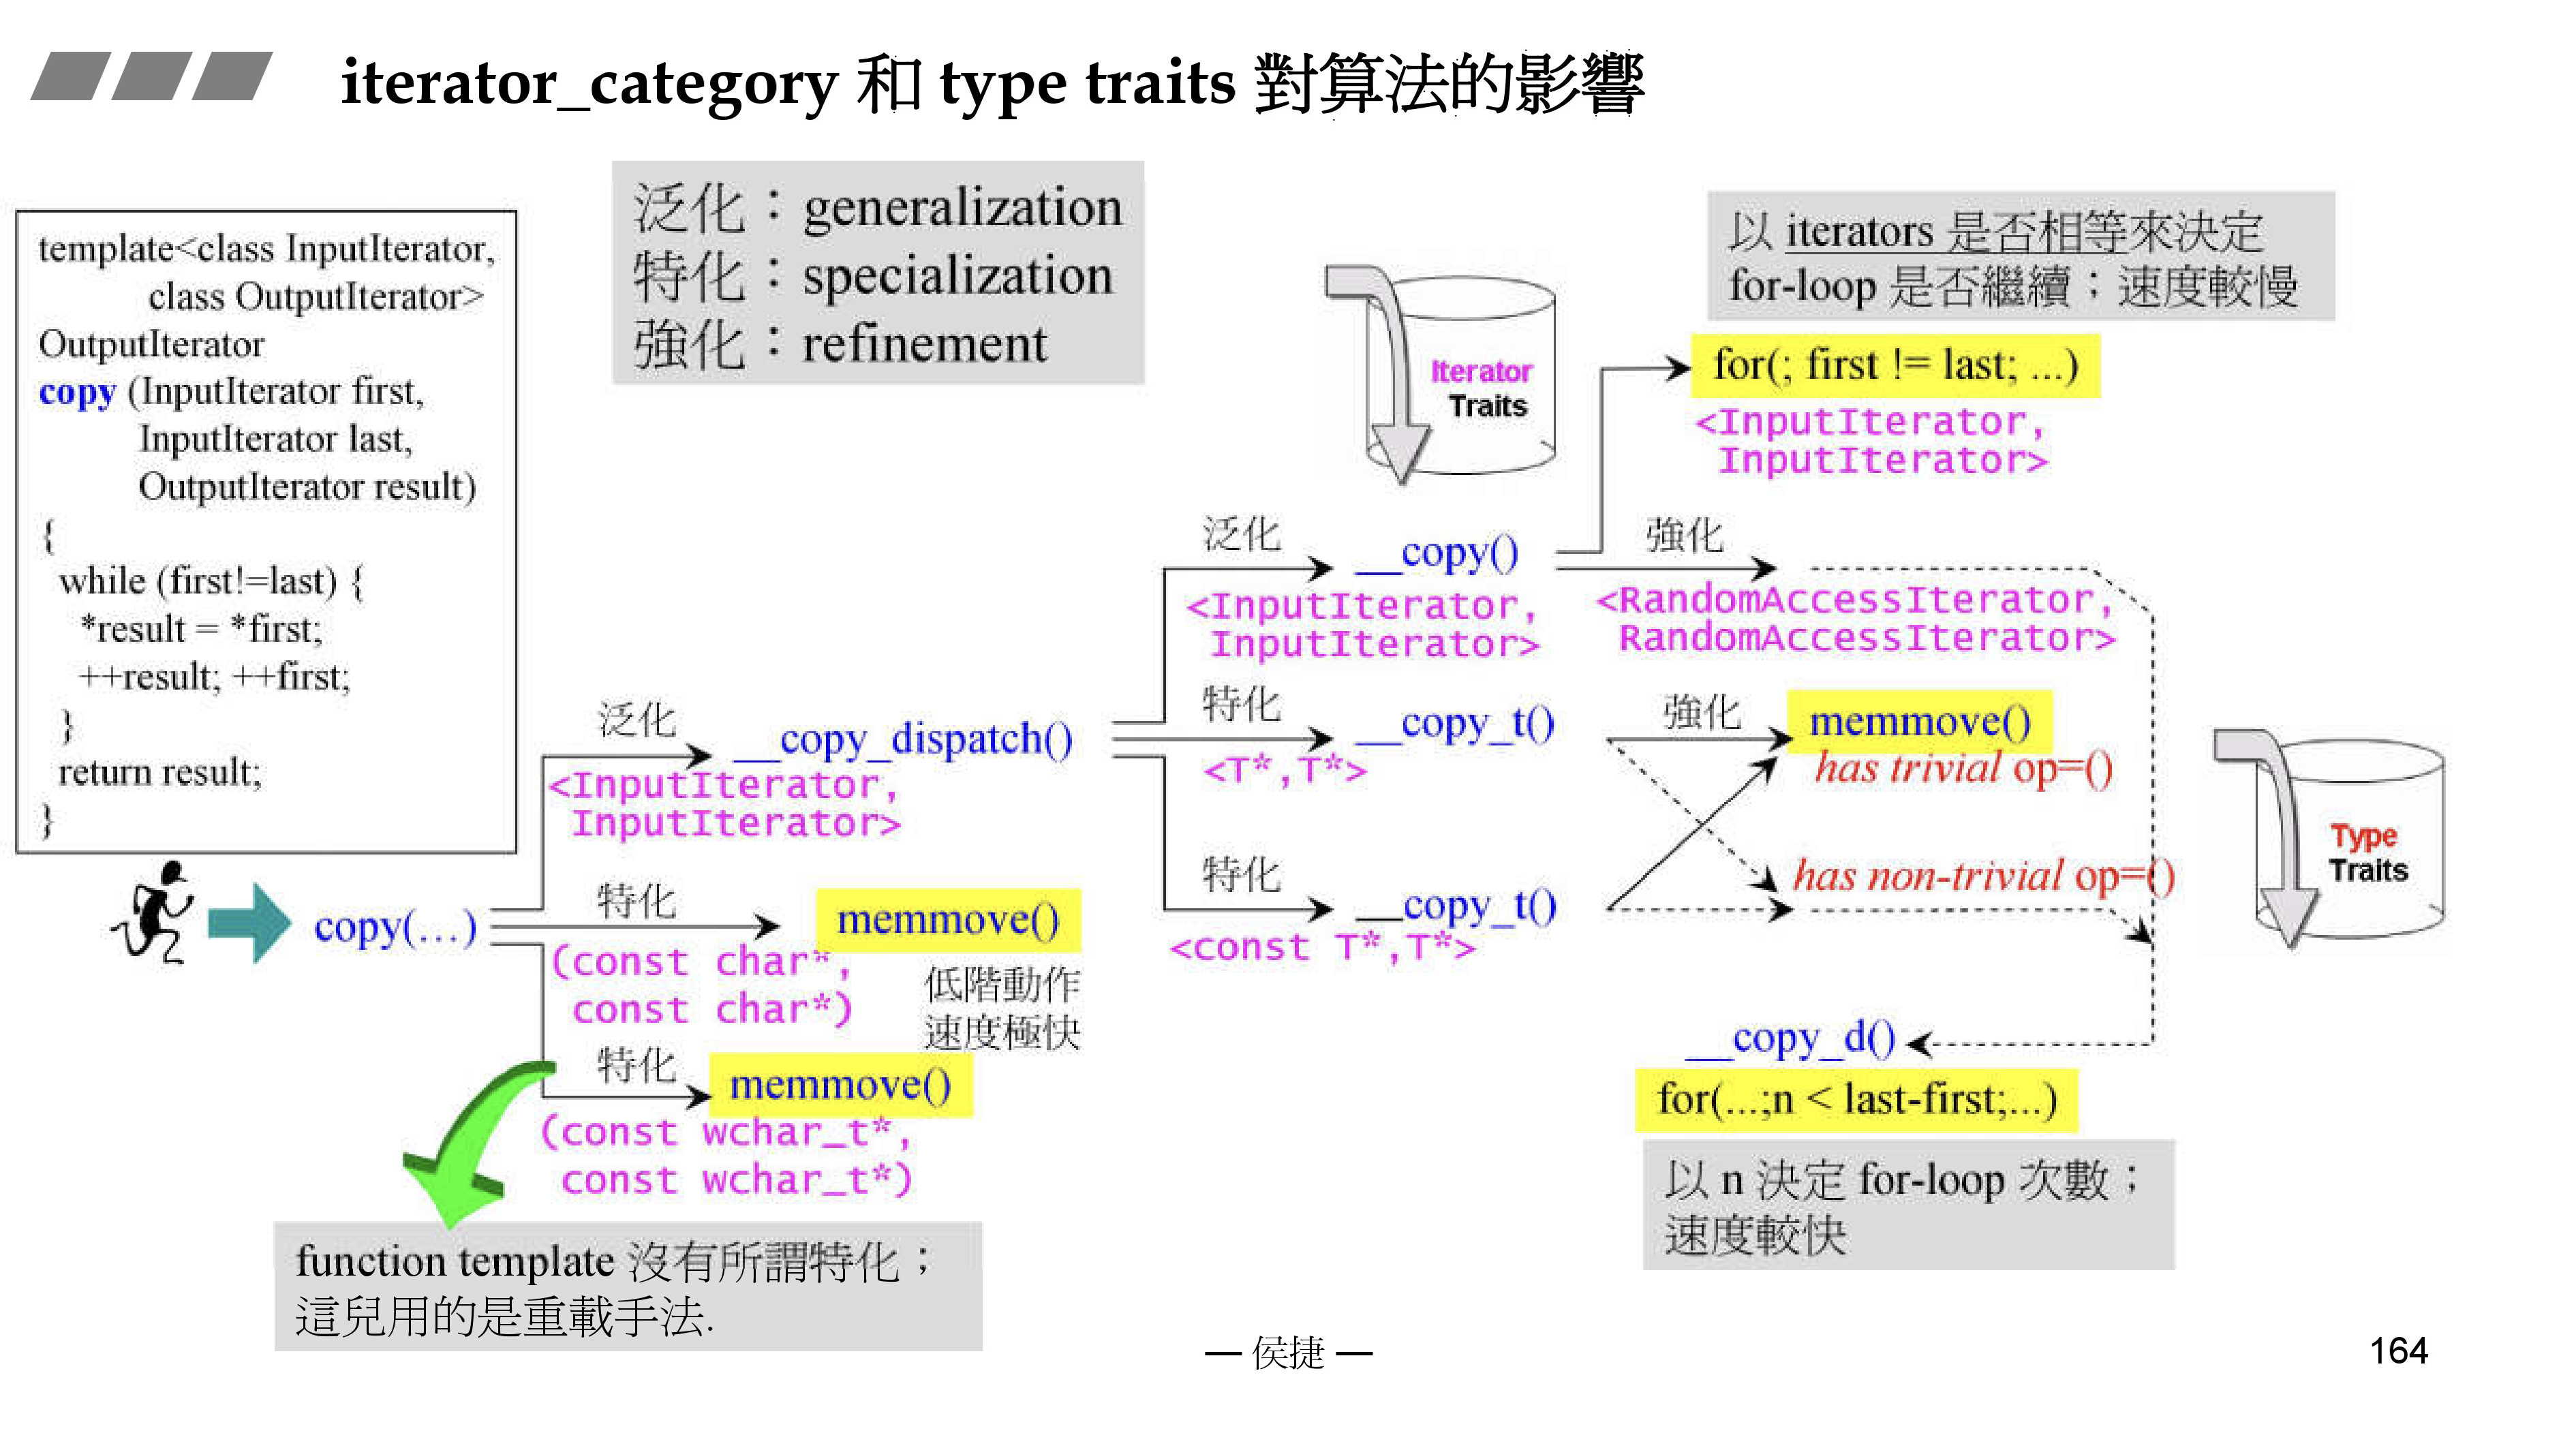 iterator_category 和 type traits 對算法的影響
template<class InputIterator,
class OutputIterator>
OutputIterator
copy (InputIterator first,
InputIterator last,
OutputIterator result)
{
while (first!=last) {
*result = *first;
++result; ++first;
}
return result;
}
泛化：generalization
特化：specialization
強化：refinement
Iterator
Traits
以 iterators 是否相等來決定
for-loop 是否繼續；速度較慢
for(; first != last; ...)
<InputIterator,
InputIterator>
泛化
__copy()
<InputIterator,
InputIterator>
強化
<RandomAccessIterator,
RandomAccessIterator>
copy(...)
泛化
__copy_dispatch()
<InputIterator,
InputIterator>
特化
__copy_t()
<T*,T*>
強化
memmove()
has trivial op=()
特化
__copy_t()
<const T*,T*>
has non-trivial op=()
Type
Traits
特化
memmove()
(const char*,
const char*)
低階動作
速度極快
特化
memmove()
(const wchar_t*,
const wchar_t*)
__copy_d()
for(...;n < last-first;...)
以 n 決定 for-loop 次數；
速度較快
function template 沒有所謂特化；
這兒用的是重載手法.
— 侯捷 —
164